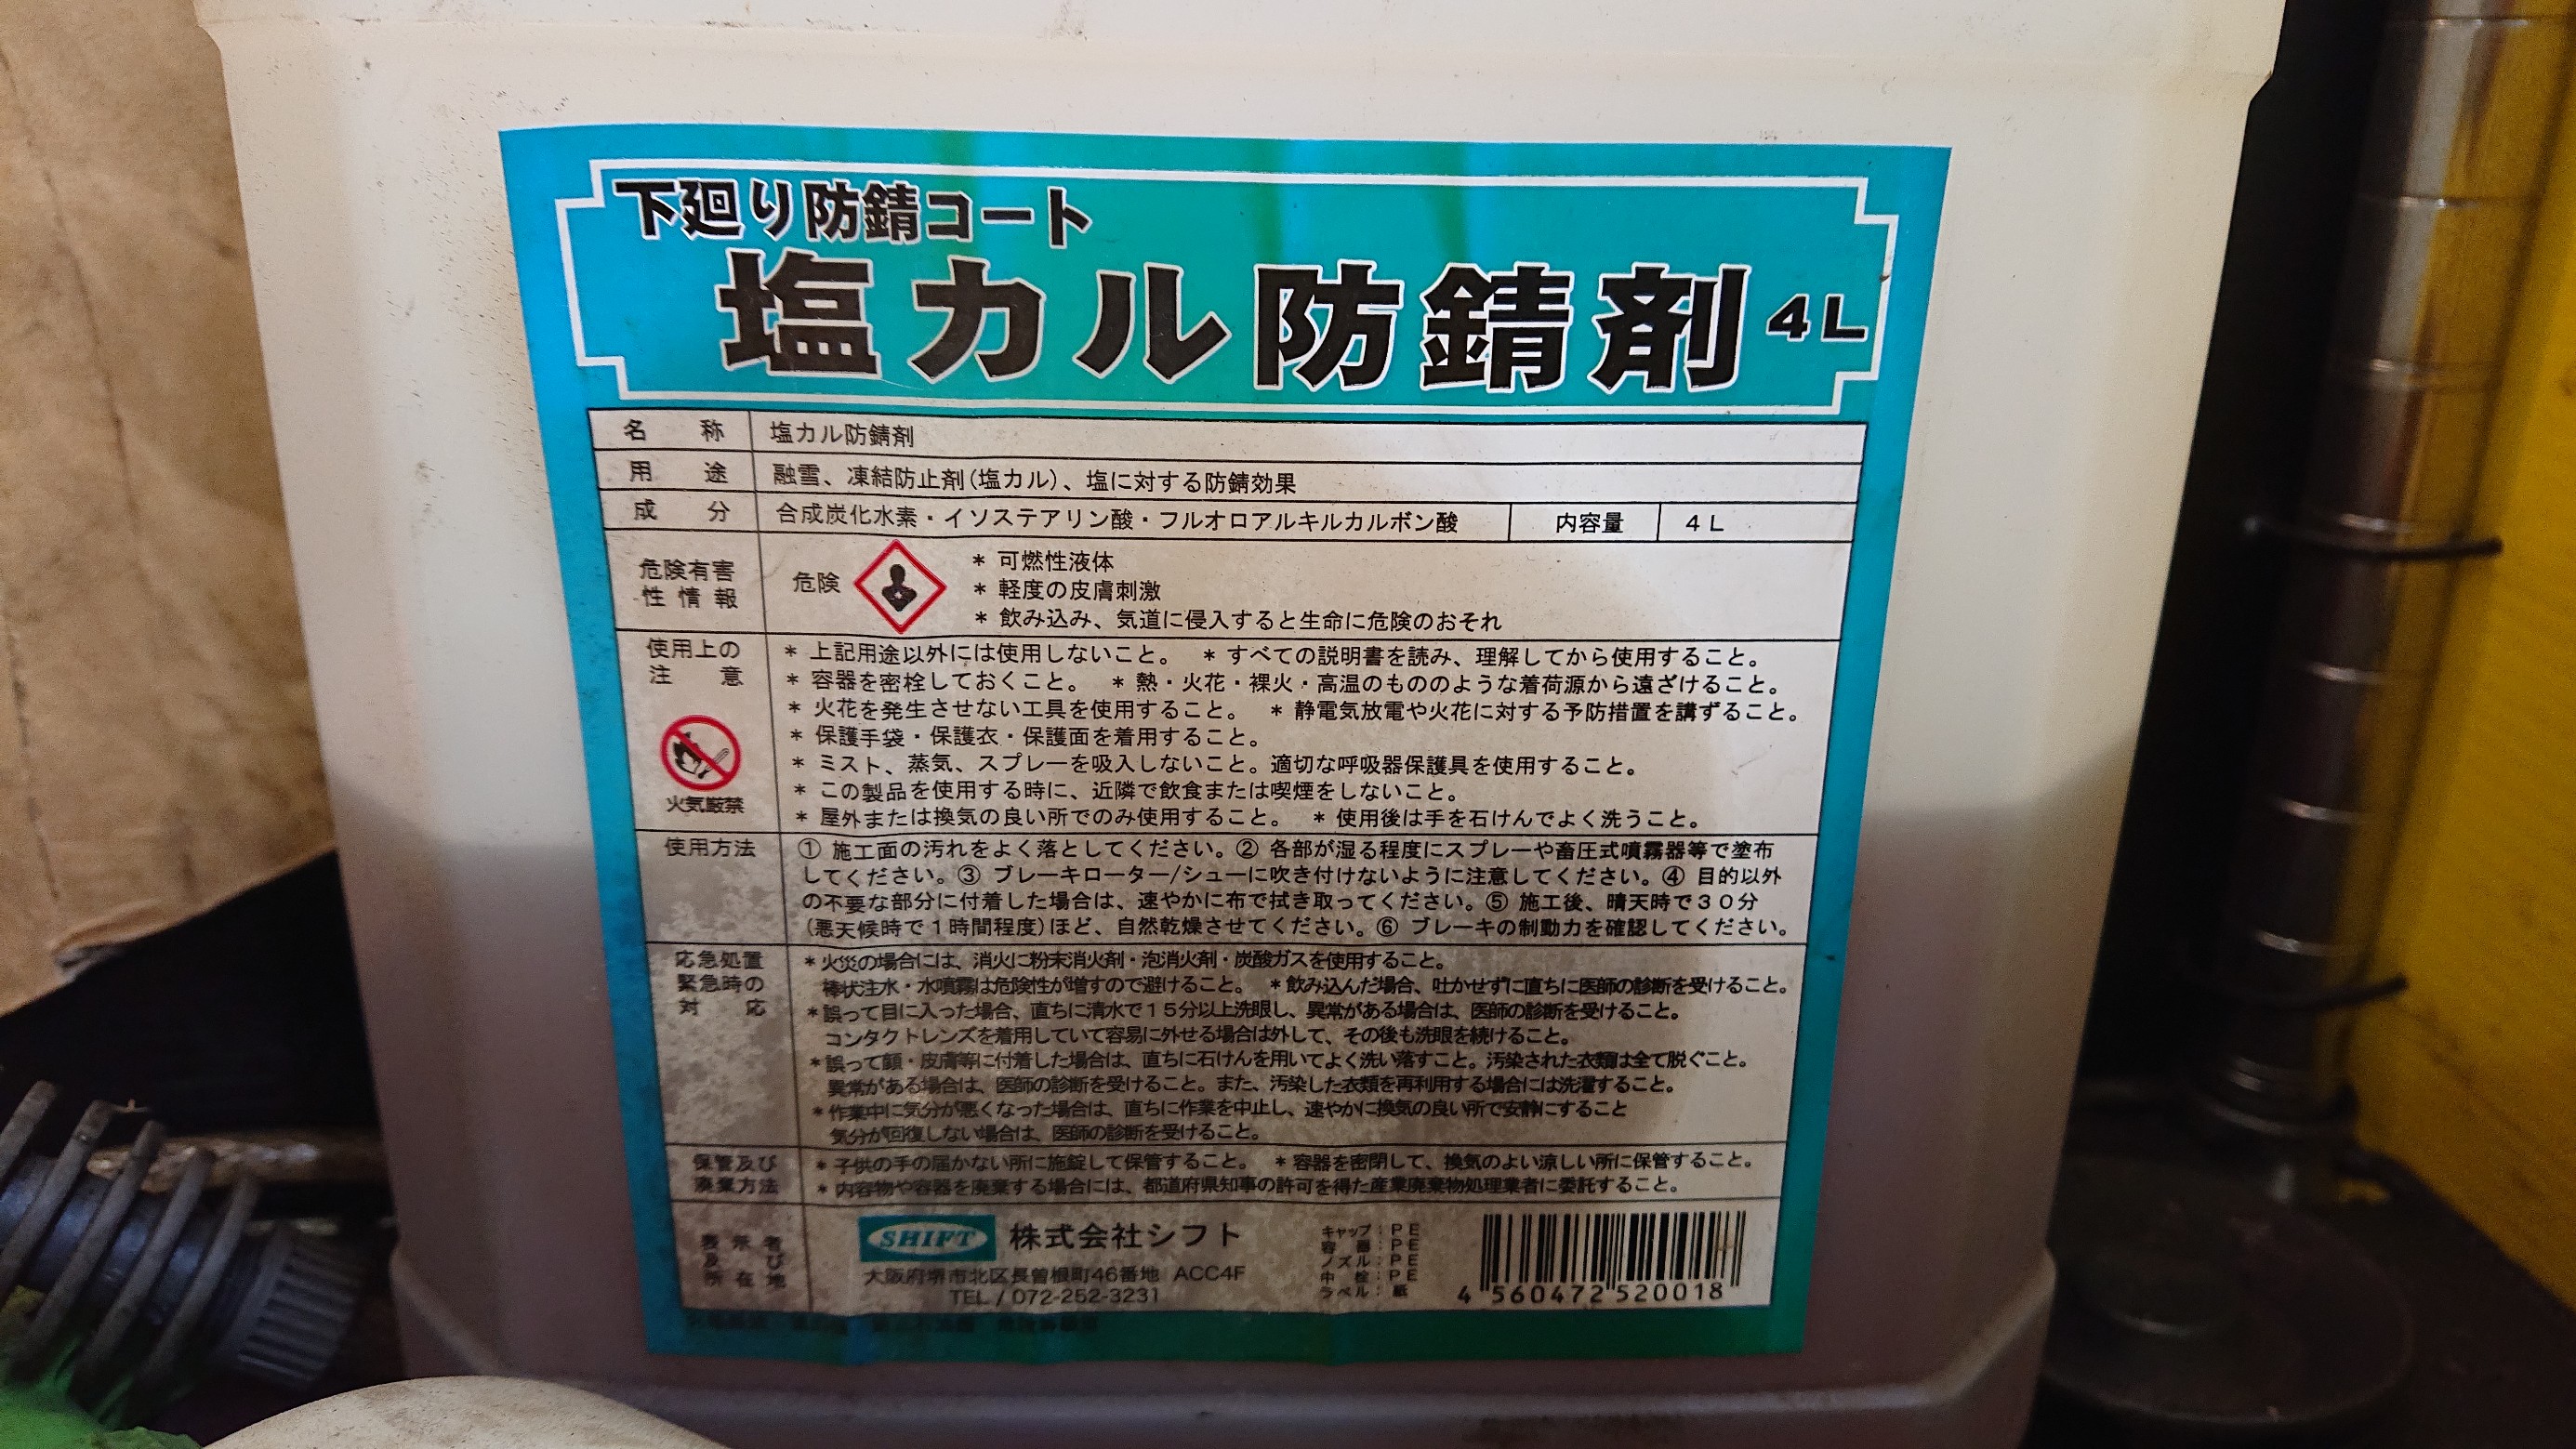 下廻り防錆コート
塩カル防錆剤 4L
名称 塩カル防錆剤
用途 融雪、凍結防止剤(塩カル)、塩に対する防錆効果
成分 合成炭化水素・イソステアリン酸・フルオロアルキルカルボン酸 内容量 4L
危険有害
性情報
危険
* 可燃性液体
* 軽度の皮膚刺激
* 飲み込み、気道に侵入すると生命に危険のおそれ
使用上の
注意
火気厳禁
* 上記用途以外には使用しないこと。 * すべての説明書を読み、理解してから使用すること。
* 容器を密栓しておくこと。 * 熱・火花・裸火・高温のもののような着荷源から遠ざけること。
* 火花を発生させない工具を使用すること。 * 静電気放電や火花に対する予防措置を講ずること。
* 保護手袋・保護衣・保護面を着用すること。
* ミスト、蒸気、スプレーを吸入しないこと。適切な呼吸器保護具を使用すること。
* この製品を使用する時に、近隣で飲食または喫煙をしないこと。
* 屋外または換気の良い所でのみ使用すること。 * 使用後は手を石けんでよく洗うこと。
使用方法
① 施工面の汚れをよく落としてください。② 各部が湿る程度にスプレーや畜圧式噴霧器等で塗布
してください。③ ブレーキローター/シューに吹き付けないように注意してください。④ 目的以外
の不要な部分に付着した場合は、速やかに布で拭き取ってください。⑤ 施工後、晴天時で30分
(悪天候時で1時間程度)ほど、自然乾燥させてください。⑥ ブレーキの制動力を確認してください。
応急処置
緊急時の
対応
*火災の場合には、消火に粉末消火剤・泡消火剤・炭酸ガスを使用すること。
棒状注水・水噴霧は危険性が増すので避けること。 *飲み込んだ場合、吐かせずに直ちに医師の診断を受けること。
*誤って目に入った場合、直ちに清水で15分以上洗眼し、異常がある場合は、医師の診断を受けること。
コンタクトレンズを着用していて容易に外せる場合は外して、その後も洗眼を続けること。
*誤って顔・皮膚等に付着した場合は、直ちに石けんを用いてよく洗い落すこと。汚染された衣類は全て脱ぐこと。
異常がある場合は、医師の診断を受けること。また、汚染した衣類を再利用する場合には洗濯すること。
*作業中に気分が悪くなった場合は、直ちに作業を中止し、速やかに換気の良い所で安静にすること
気分が回復しない場合は、医師の診断を受けること。
保管及び
廃棄方法
*子供の手の届かない所に施錠して保管すること。 *容器を密閉して、換気のよい涼しい所に保管すること。
*内容物や容器を廃棄する場合には、都道府県知事の許可を得た産業廃棄物処理業者に委託すること。
表示者
及び
所在地
SHIFT 株式会社シフト
大阪府堺市北区長曽根町46番地 ACC4F
TEL/072-252-3231
キャップ:PE
容器:PE
ノズル:PE
中栓:PE
ラベル:紙
4 560472 520018